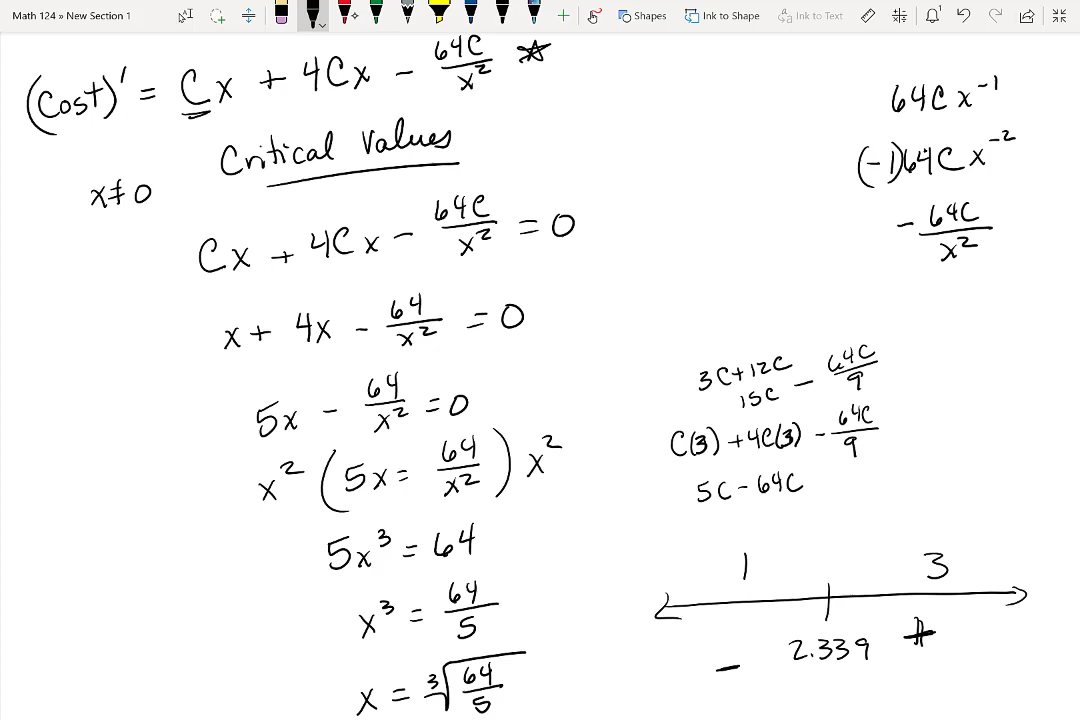 Math 124 » New Section 1
Shapes
Ink to Shape
Ink to Text
(Cost)' = Cx + 4Cx - 64C/x² ☆
Critical Values
x ≠ 0
Cx + 4Cx - 64C/x² = 0
x + 4x - 64/x² = 0
5x - 64/x² = 0
x² (5x = 64/x²) x²
5x³ = 64
x³ = 64/5
x = ∛(64/5)
64Cx⁻¹
(-1)64Cx⁻²
- 64C/x²
3C+12C
15C - 64C/9
C(3) + 4C(3) - 64C/9
5C - 64C
1 3
2.339
- +